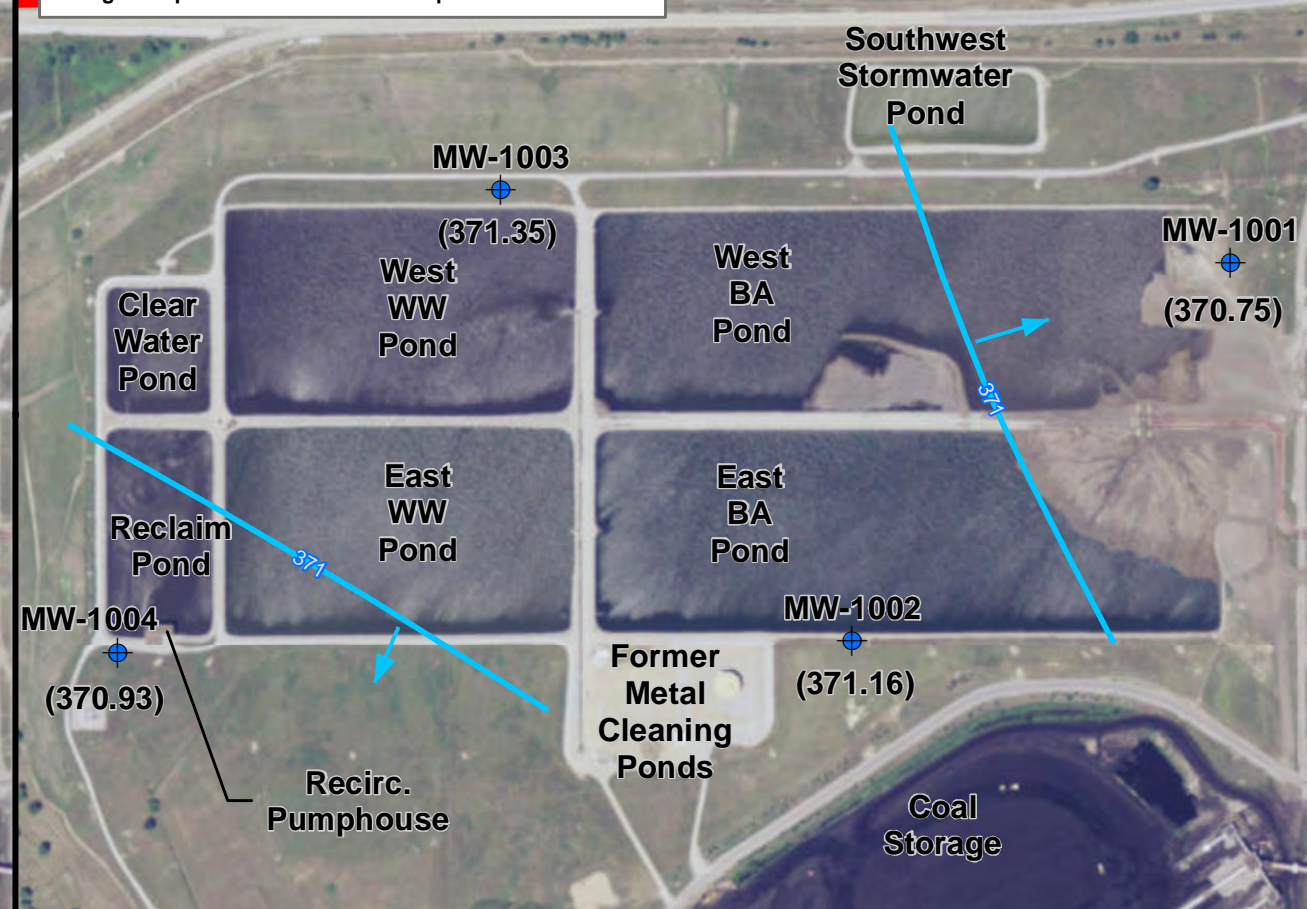 Southwest
Stormwater
Pond
MW-1003
(371.35)
MW-1001
(370.75)
West
WW
Pond
West
BA
Pond
Clear
Water
Pond
371
East
WW
Pond
East
BA
Pond
Reclaim
Pond
371
MW-1004
(370.93)
MW-1002
(371.16)
Former
Metal
Cleaning
Ponds
Recirc.
Pumphouse
Coal
Storage